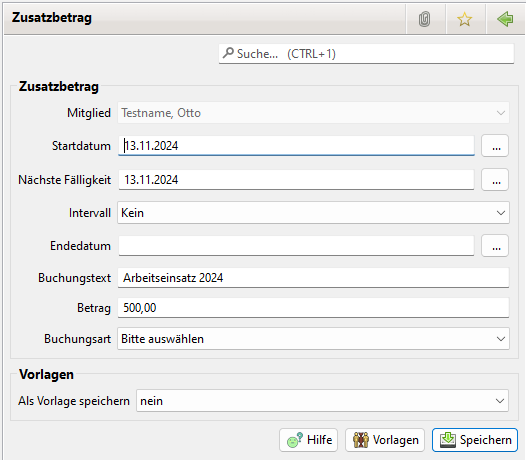 Zusatzbetrag
Suche... (CTRL+1)
Zusatzbetrag
Mitglied Testname, Otto
Startdatum 13.11.2024 ...
Nächste Fälligkeit 13.11.2024 ...
Intervall Kein
Endedatum ...
Buchungstext Arbeitseinsatz 2024
Betrag 500,00
Buchungsart Bitte auswählen
Vorlagen
Als Vorlage speichern nein
Hilfe Vorlagen Speichern